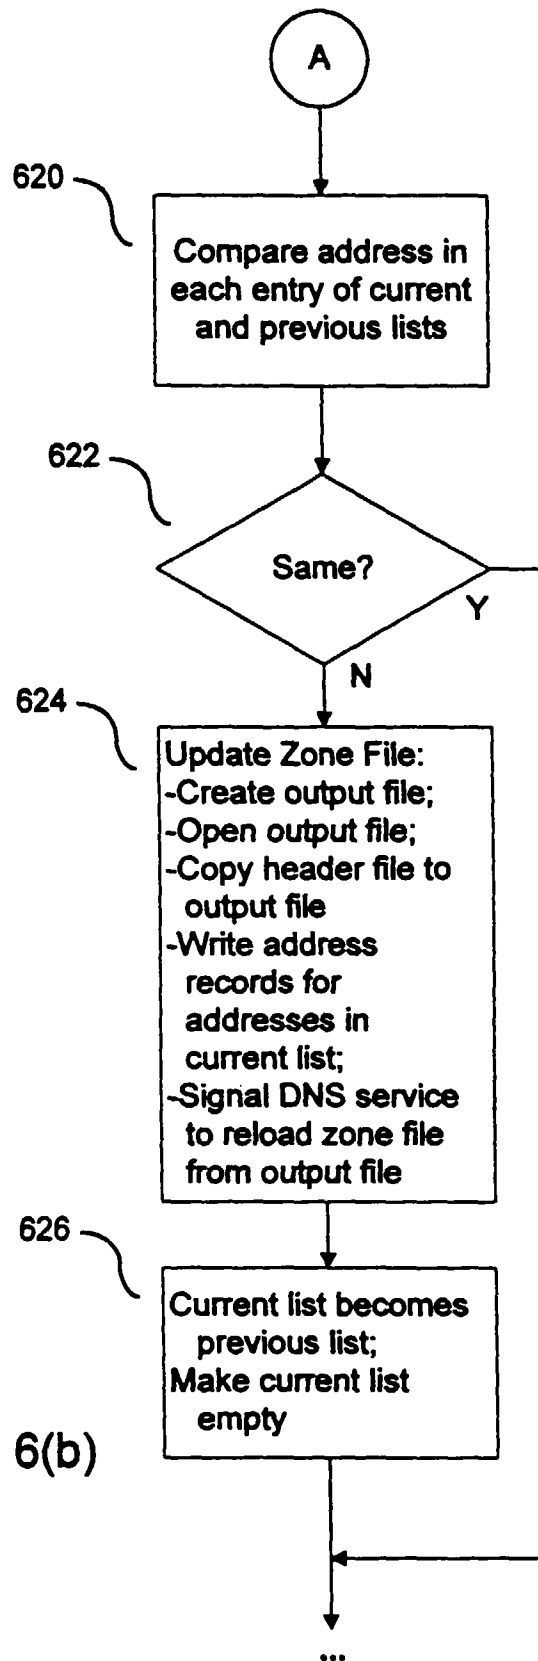 A
620
Compare address in
each entry of current
and previous lists
622
Same?
Y
N
624
Update Zone File:
-Create output file;
-Open output file;
-Copy header file to
output file
-Write address
records for
addresses in
current list;
-Signal DNS service
to reload zone file
from output file
626
Current list becomes
previous list;
Make current list
empty
6(b)
...